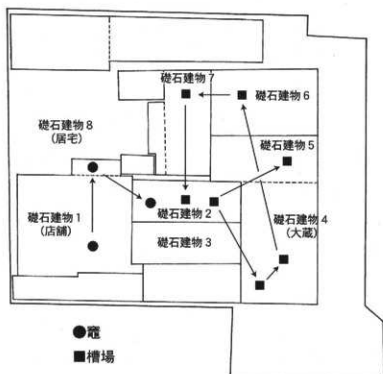 礎石建物7
礎石建物6
礎石建物8
(居宅)
礎石建物5
礎石建物1
(店舗)
礎石建物2
礎石建物4
(大蔵)
礎石建物3
●竈
■槽場